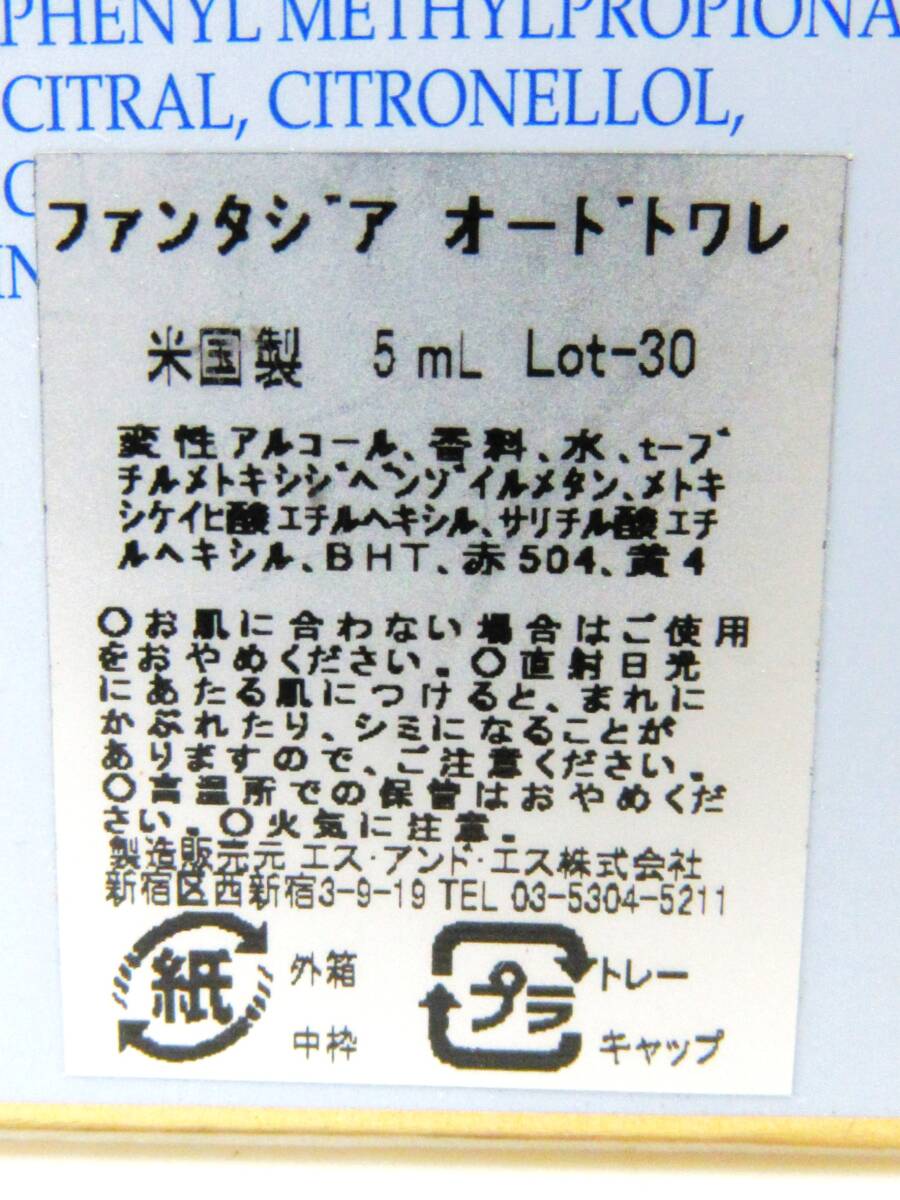 PHENYL METHYLPROPIONA
CITRAL, CITRONELLOL,
ファンタジア オードトワレ
米国製 5 mL Lot-30
変性アルコール、香料、水、t-ブ
チルメトキシジベンゾイルメタン、メトキ
シケイヒ酸エチルヘキシル、サリチル酸エチ
ルヘキシル、BHT、赤504、黄4
○お肌に合わない場合はご使用
をおやめください。○直射日光
にあたる肌につけると、まれに
かぶれたり、シミになることが
ありますので、ご注意ください。
○高温所での保管はおやめくだ
さい。○火気に注意。
製造販売元 エス・アンド・エス株式会社
新宿区西新宿3-9-19 TEL 03-5304-5211
紙 外箱 プラ トレー
中枠 キャップ